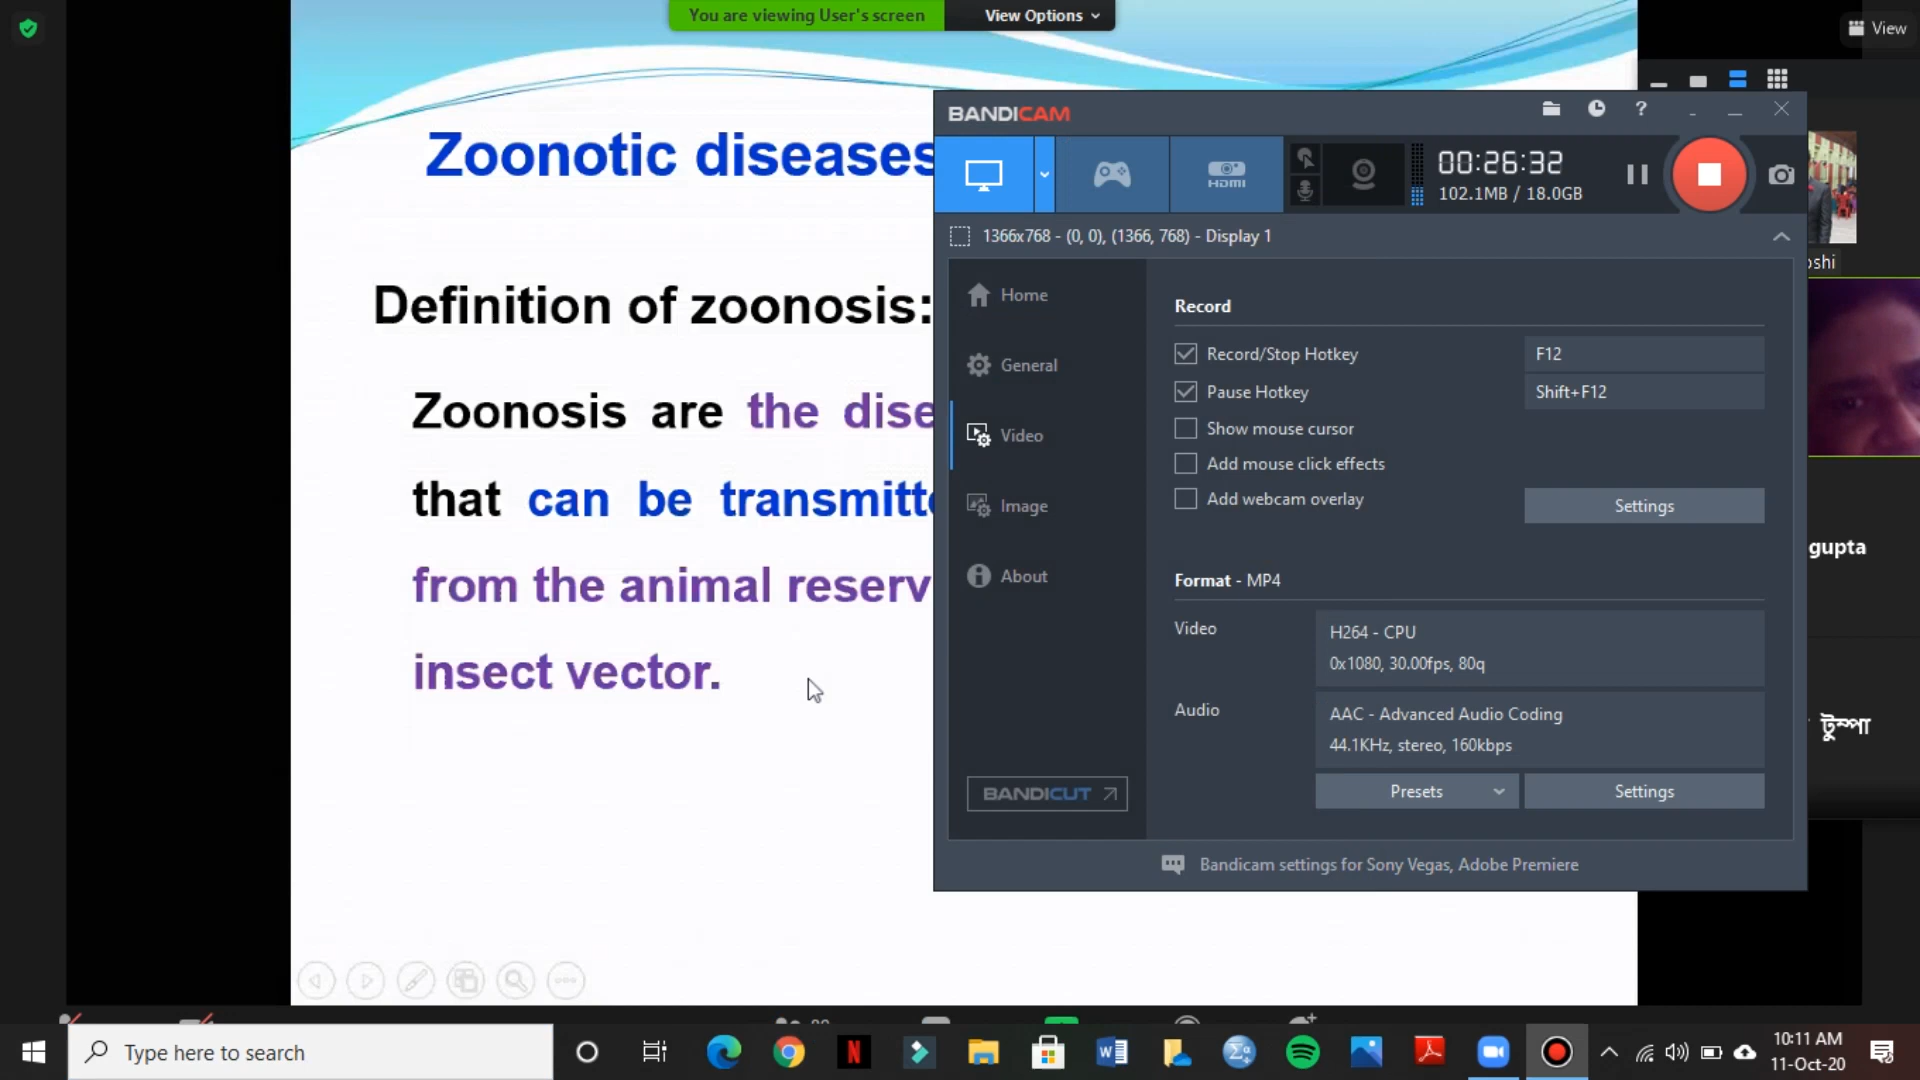 You are viewing User's screen
View Options
View
Zoonotic diseases
Definition of zoonosis:
Zoonosis are the dise
that can be transmitte
from the animal reserv
insect vector.
BANDICAM
?
HDMI
00:26:32
102.1MB / 18.0GB
1366x768 - (0, 0), (1366, 768) - Display 1
Home
General
Video
Image
About
BANDICUT
Record
Record/Stop Hotkey
F12
Pause Hotkey
Shift+F12
Show mouse cursor
Add mouse click effects
Add webcam overlay
Settings
Format - MP4
Video
H264 - CPU
0x1080, 30.00fps, 80q
Audio
AAC - Advanced Audio Coding
44.1KHz, stereo, 160kbps
Presets
Settings
Bandicam settings for Sony Vegas, Adobe Premiere
oshi
gupta
টুম্পা
Type here to search
10:11 AM
11-Oct-20